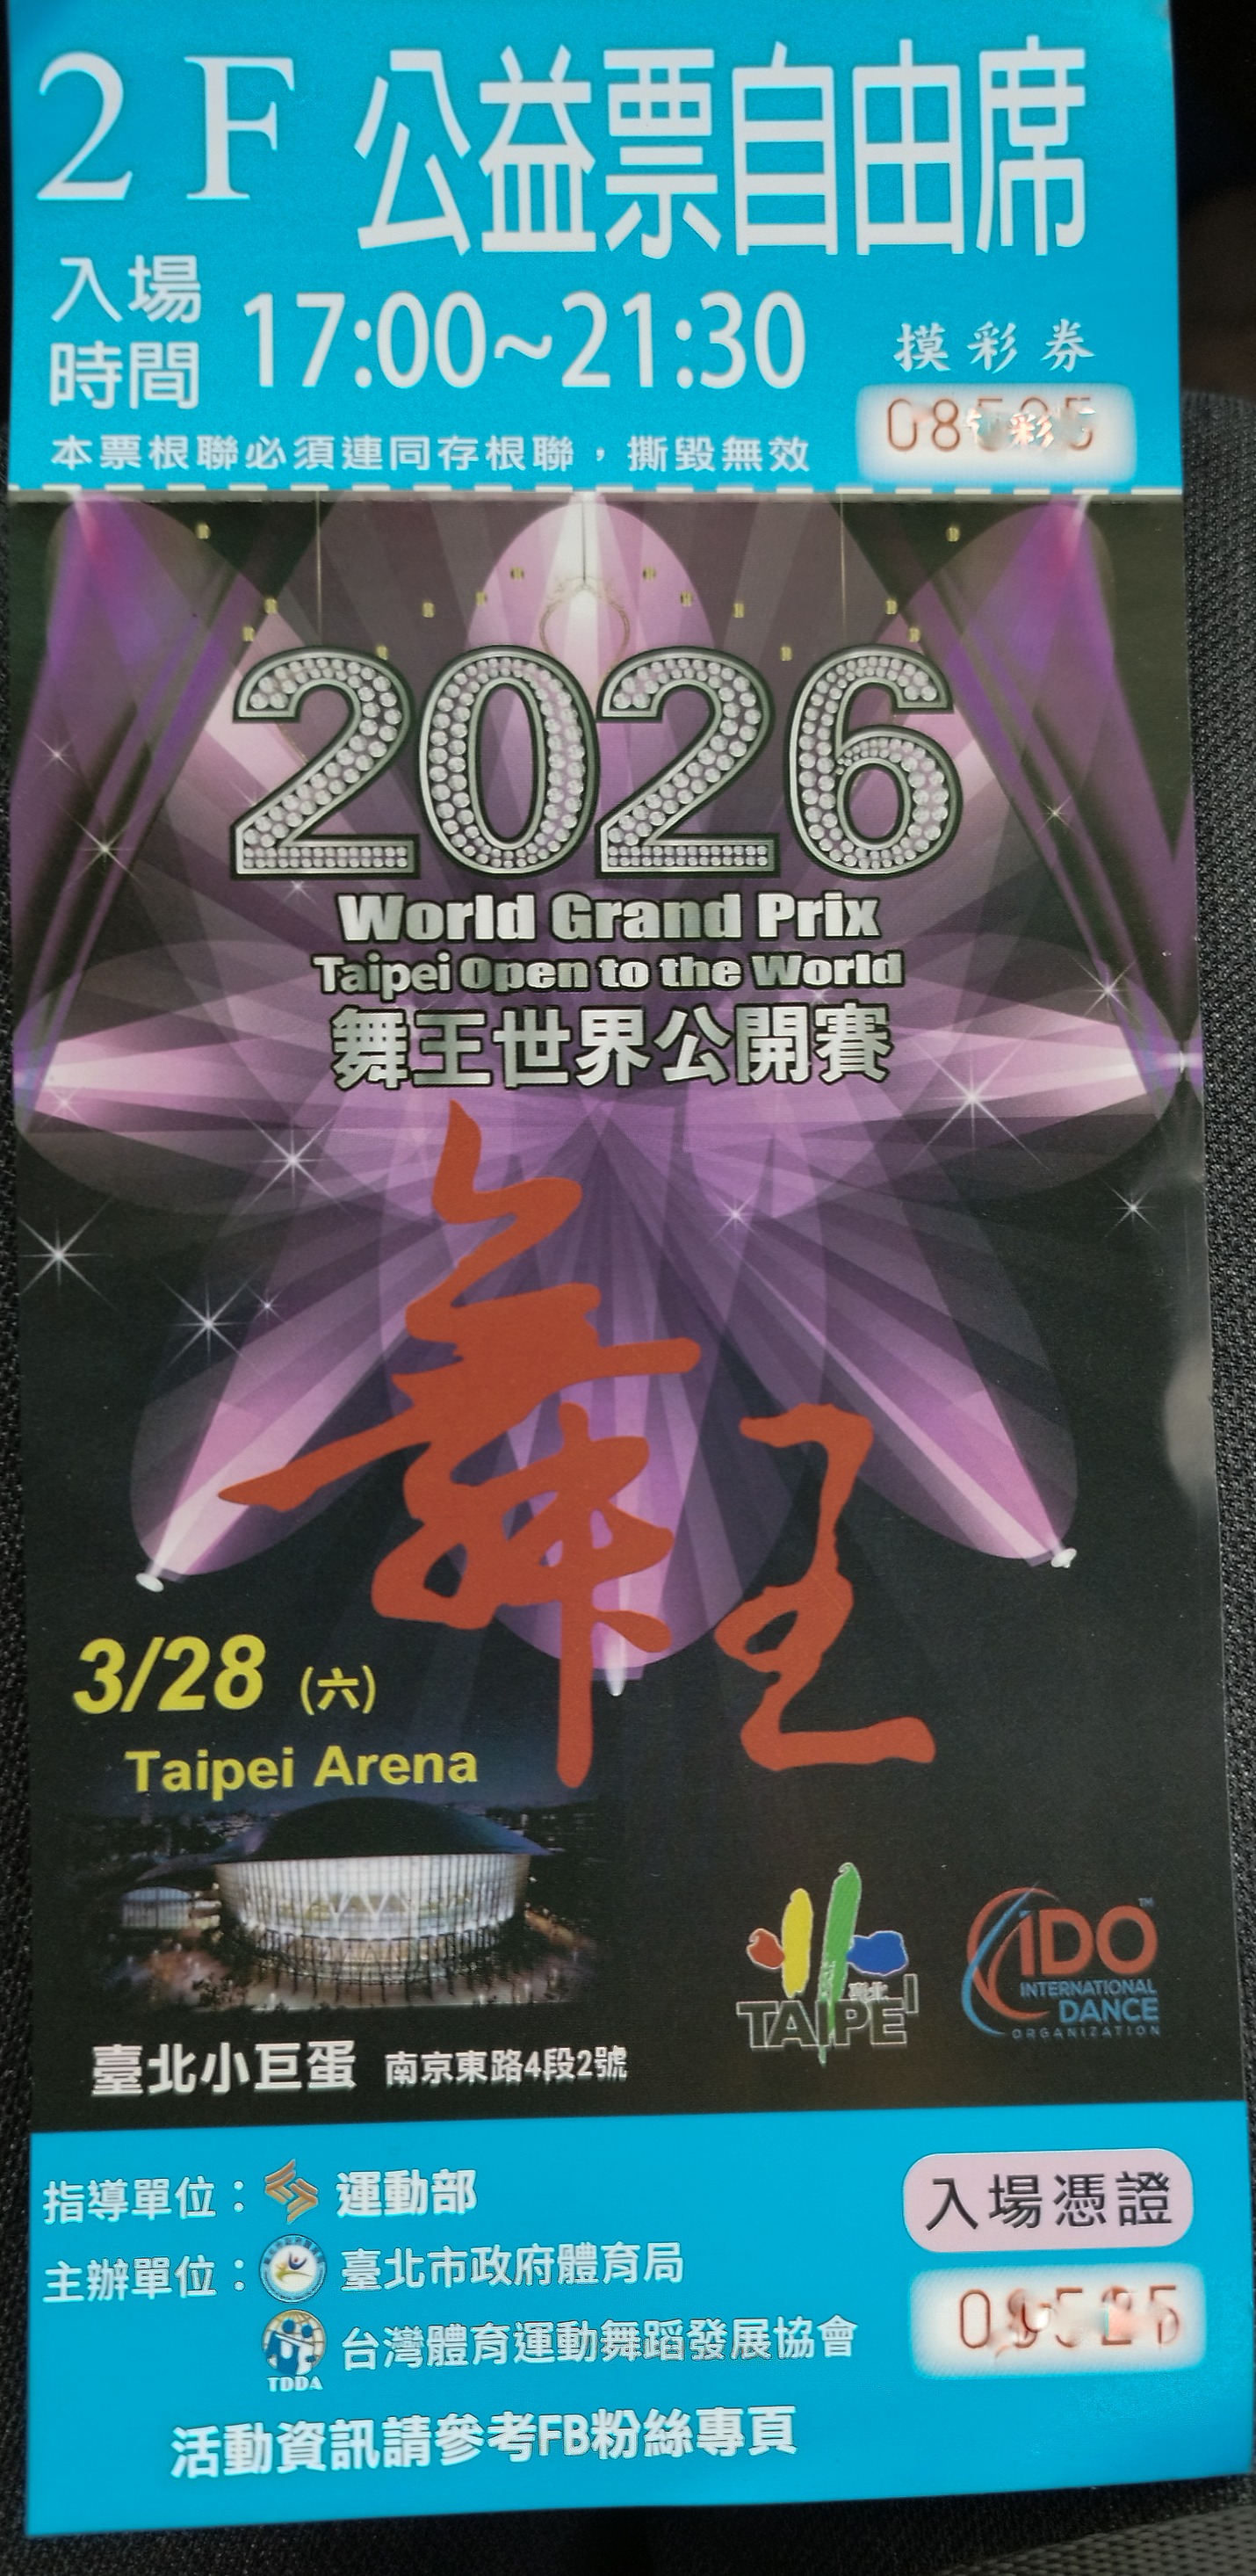 2F 公益票自由席
入場時間 17:00~21:30
摸彩券
本票根聯必須連同存根聯，撕毀無效
2026
World Grand Prix
Taipei Open to the World
舞王世界公開賽
舞王
3/28 (六)
Taipei Arena
臺北小巨蛋 南京東路4段2號
臺北
TAIPEI
IDO™
INTERNATIONAL
DANCE
ORGANIZATION
指導單位：運動部
入場憑證
主辦單位：臺北市政府體育局
台灣體育運動舞蹈發展協會
TDDA
活動資訊請參考FB粉絲專頁